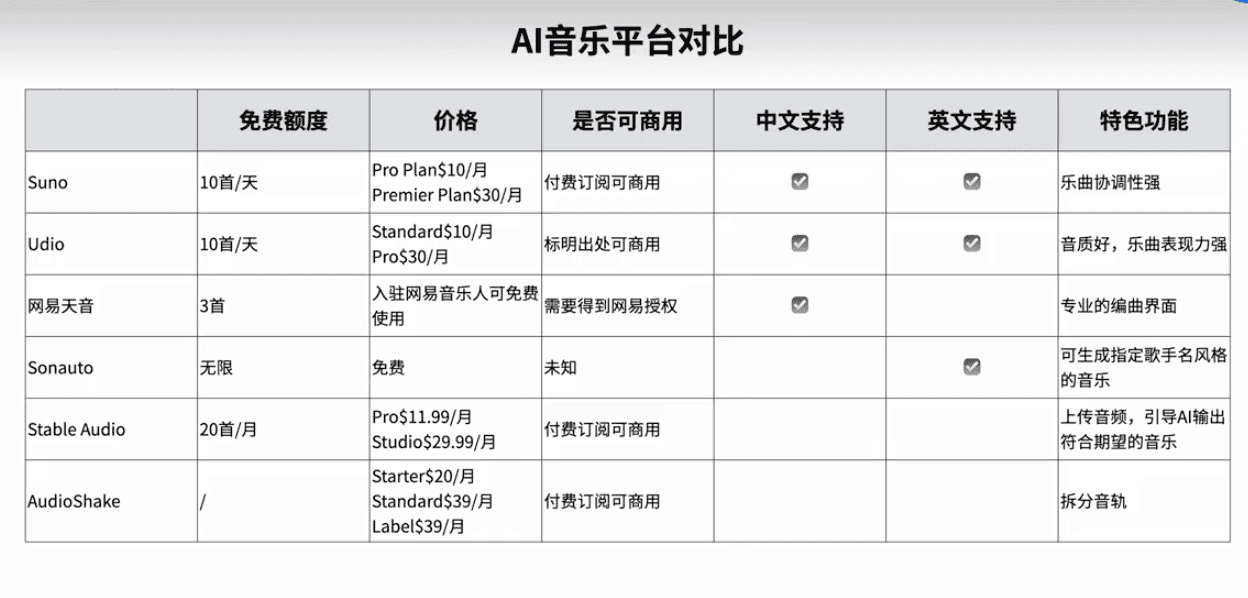 AI音乐平台对比
免费额度 价格 是否可商用 中文支持 英文支持 特色功能
Suno 10首/天 Pro Plan$10/月 Premier Plan$30/月 付费订阅可商用 ☑ ☑ 乐曲协调性强
Udio 10首/天 Standard$10/月 Pro$30/月 标明出处可商用 ☑ ☑ 音质好，乐曲表现力强
网易天音 3首 入驻网易音乐人可免费使用 需要得到网易授权 ☑ 专业的编曲界面
Sonauto 无限 免费 未知 ☑ 可生成指定歌手名风格的音乐
Stable Audio 20首/月 Pro$11.99/月 Studio$29.99/月 付费订阅可商用 上传音频，引导AI输出符合期望的音乐
AudioShake / Starter$20/月 Standard$39/月 Label$39/月 付费订阅可商用 拆分音轨